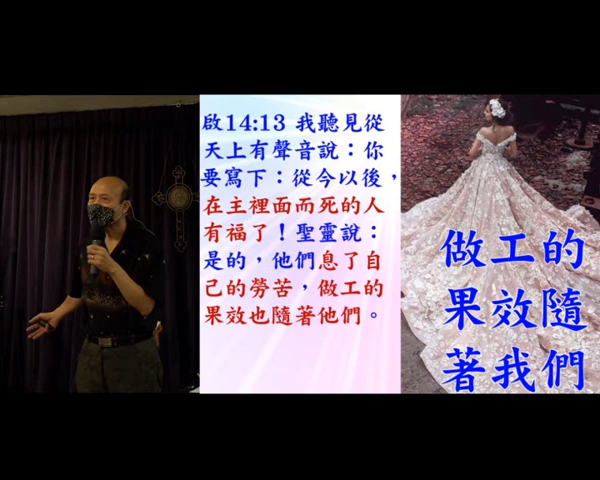 啟14:13 我聽見從
天上有聲音說：你
要寫下：從今以後，
在主裡面而死的人
有福了！聖靈說：
是的，他們息了自
己的勞苦，做工的
果效也隨著他們。
做工的
果效隨
著我們